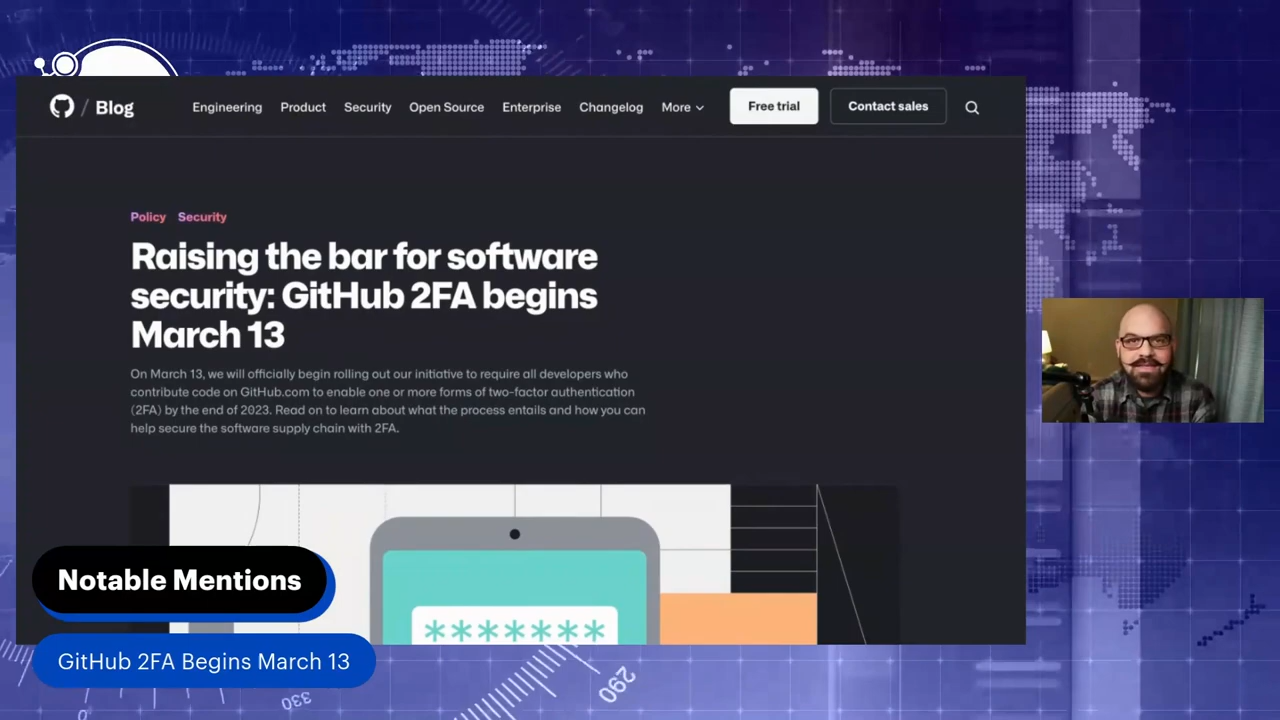 / Blog
Engineering Product Security Open Source Enterprise Changelog More Free trial Contact sales
Policy Security
Raising the bar for software
security: GitHub 2FA begins
March 13
On March 13, we will officially begin rolling out our initiative to require all developers who
contribute code on GitHub.com to enable one or more forms of two-factor authentication
(2FA) by the end of 2023. Read on to learn about what the process entails and how you can
help secure the software supply chain with 2FA.
*******
Notable Mentions
GitHub 2FA Begins March 13
330
290